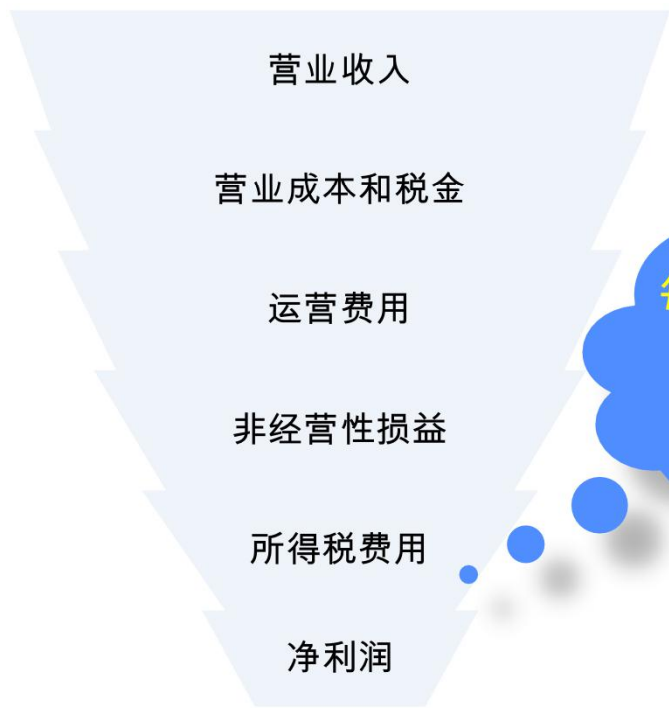 营业收入
营业成本和税金
运营费用
非经营性损益
所得税费用
净利润